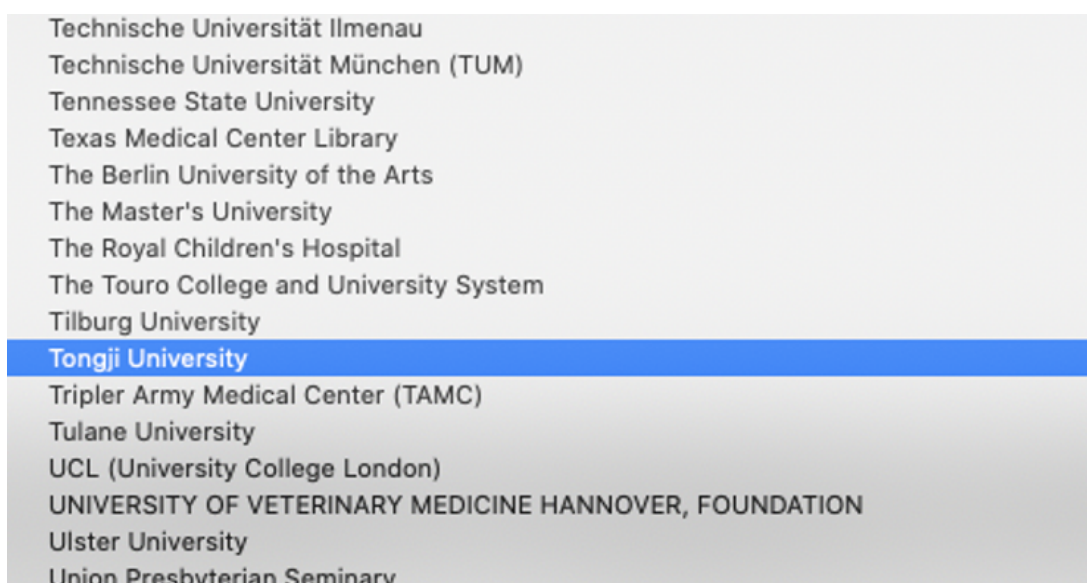 Technische Universität Ilmenau
Technische Universität München (TUM)
Tennessee State University
Texas Medical Center Library
The Berlin University of the Arts
The Master's University
The Royal Children's Hospital
The Touro College and University System
Tilburg University
Tongji University
Tripler Army Medical Center (TAMC)
Tulane University
UCL (University College London)
UNIVERSITY OF VETERINARY MEDICINE HANNOVER, FOUNDATION
Ulster University
Union Presbyterian Seminary